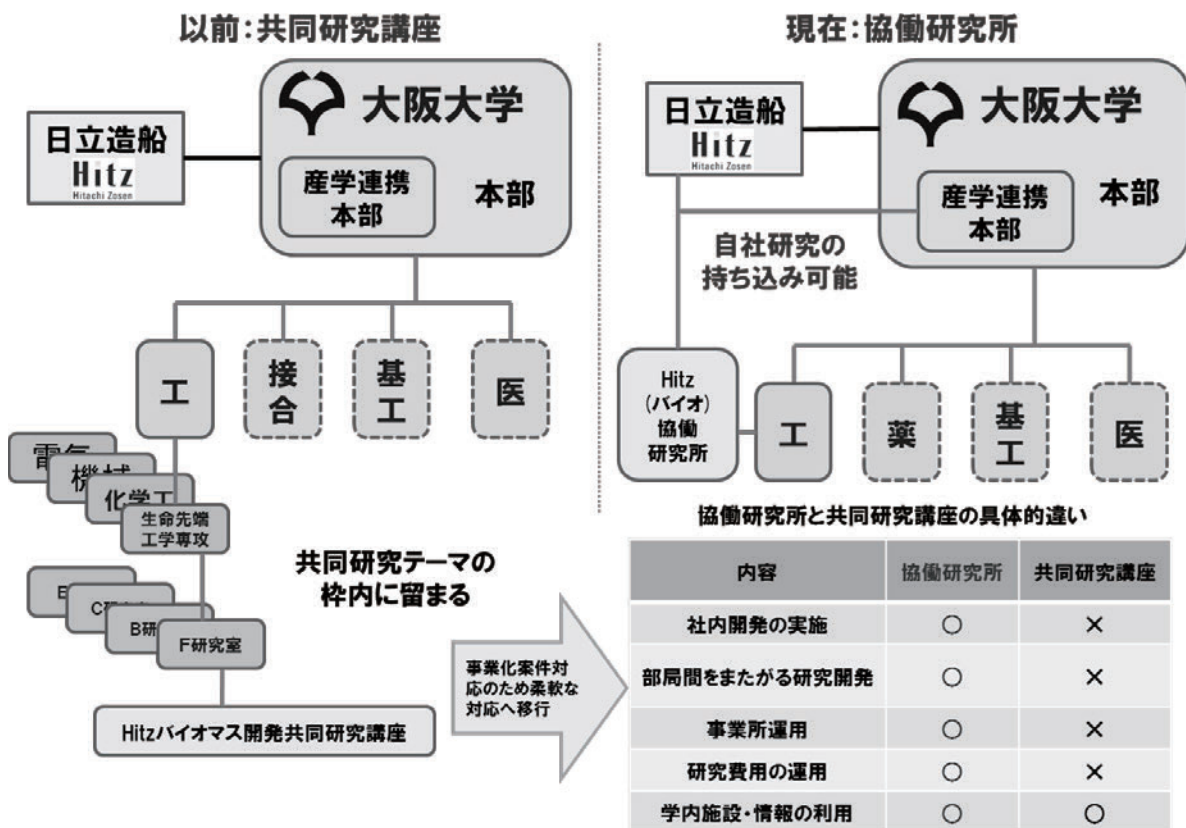 以前：共同研究講座
日立造船
Hitz
Hitachi Zosen
大阪大学
産学連携
本部
本部
工
接合
基工
医
機械
化学工
生命先端
工学専攻
B研
F研究室
Hitzバイオマス開発共同研究講座
共同研究テーマの
枠内に留まる
事業化案件対
応のため柔軟な
対応へ移行
現在：協働研究所
日立造船
Hitz
Hitachi Zosen
大阪大学
産学連携
本部
本部
自社研究の
持ち込み可能
Hitz
（バイオ）
協働
研究所
工
薬
基工
医
協働研究所と共同研究講座の具体的違い
内容 協働研究所 共同研究講座
社内開発の実施 ○ ×
部局間をまたがる研究開発 ○ ×
事業所運用 ○ ×
研究費用の運用 ○ ×
学内施設・情報の利用 ○ ○